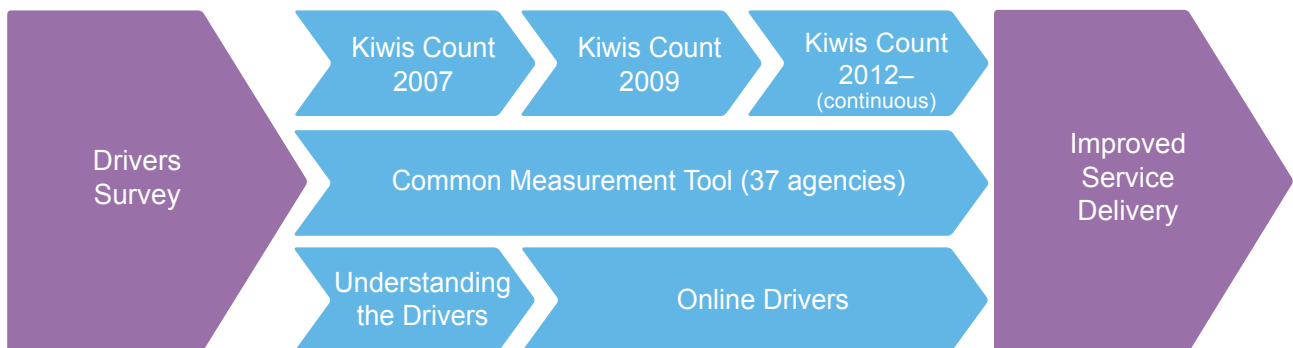 Drivers
Survey
Kiwis Count
2007
Kiwis Count
2009
Kiwis Count
2012–
(continuous)
Common Measurement Tool (37 agencies)
Understanding
the Drivers
Online Drivers
Improved
Service
Delivery